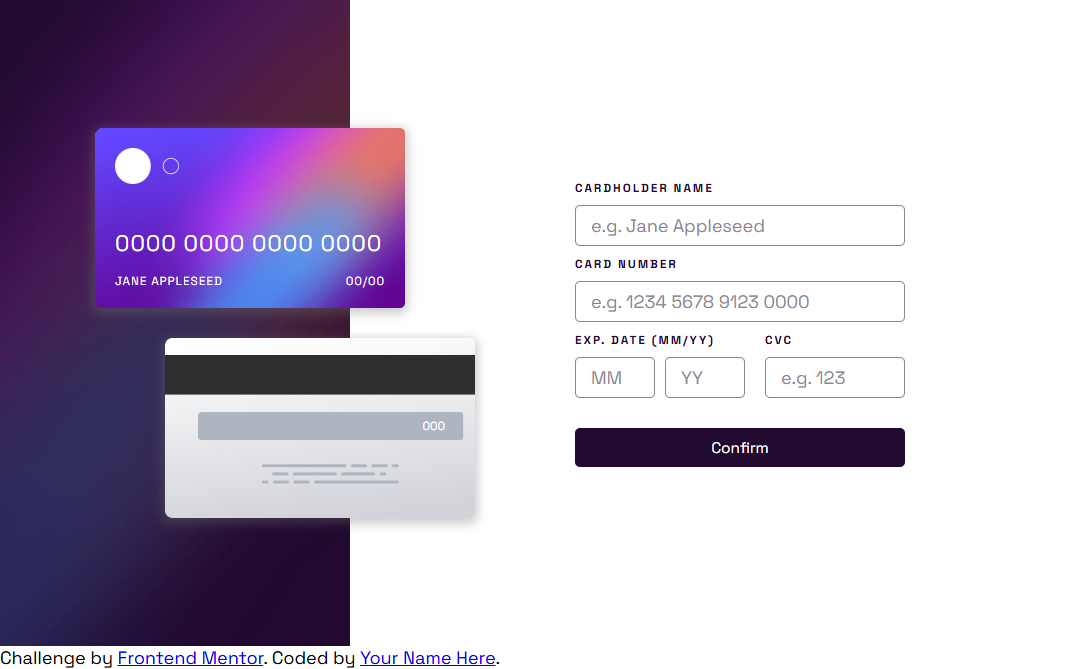 0000 0000 0000 0000
JANE APPLESEED 00/00
000
CARDHOLDER NAME
e.g. Jane Appleseed
CARD NUMBER
e.g. 1234 5678 9123 0000
EXP. DATE (MM/YY) CVC
MM YY e.g. 123
Confirm
Challenge by Frontend Mentor. Coded by Your Name Here.